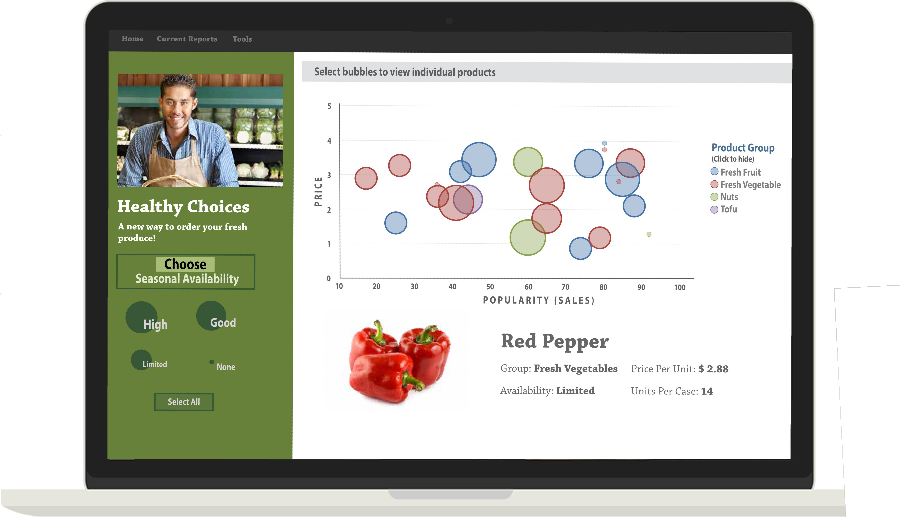 Home Current Reports Tools
Select bubbles to view individual products
Healthy Choices
A new way to order your fresh
produce!
Choose
Seasonal Availability
High
Good
Limited
None
Select All
PRICE
5
4
3
2
1
0
10 20 30 40 50 60 70 80 90 100
POPULARITY (SALES)
Product Group
(Click to hide)
Fresh Fruit
Fresh Vegetable
Nuts
Tofu
Red Pepper
Group: Fresh Vegetables Price Per Unit: $ 2.88
Availability: Limited Units Per Case: 14